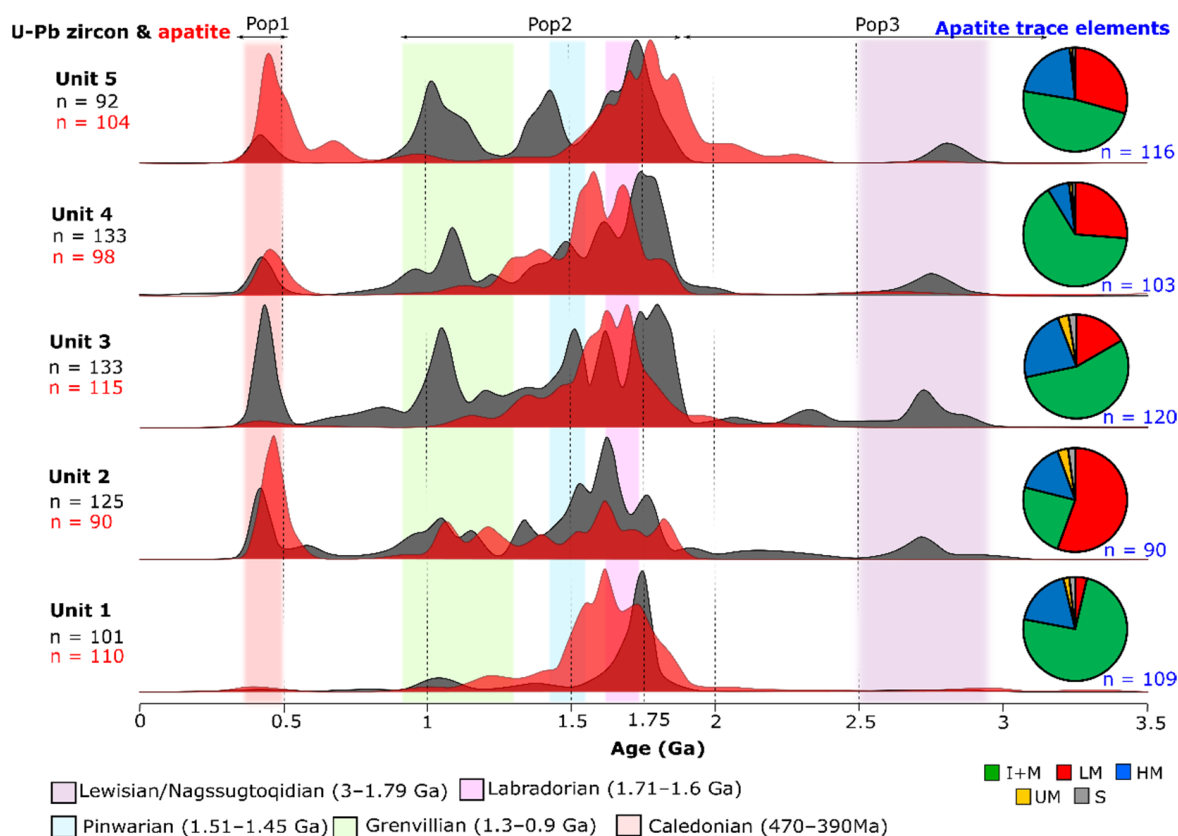 Pop1 Pop2 Pop3
U-Pb zircon & apatite
Apatite trace elements
Unit 5
n = 92
n = 104
n = 116
Unit 4
n = 133
n = 98
n = 103
Unit 3
n = 133
n = 115
n = 120
Unit 2
n = 125
n = 90
n = 90
Unit 1
n = 101
n = 110
n = 109
0 0.5 1 1.5 1.75 2 2.5 3 3.5
Age (Ga)
I+M LM HM
UM S
Lewisian/Nagssugtoqidian (3–1.79 Ga) Labradorian (1.71–1.6 Ga)
Pinwarian (1.51–1.45 Ga) Grenvillian (1.3–0.9 Ga) Caledonian (470–390Ma)